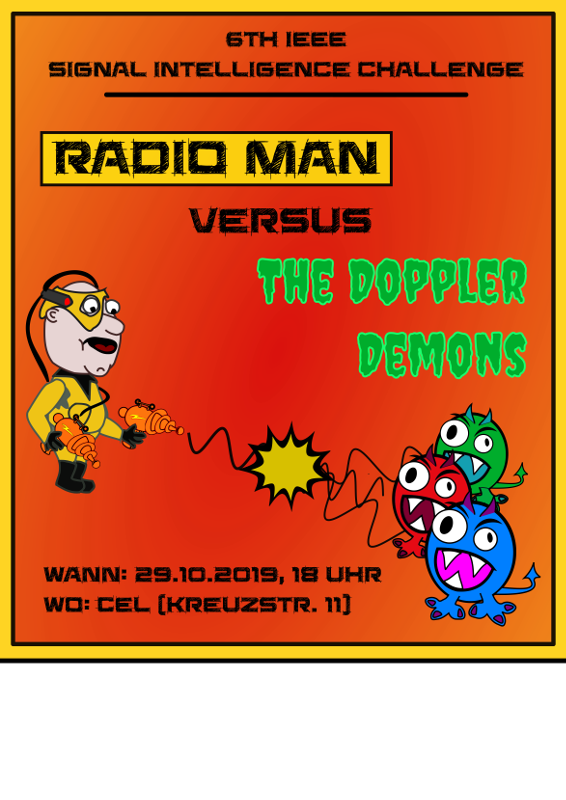 6TH IEEE
SIGNAL INTELLIGENCE CHALLENGE
RADIO MAN
VERSUS
THE DOPPLER
DEMONS
WANN: 29.10.2019, 18 UHR
WO: CEL (KREUZSTR. 11)